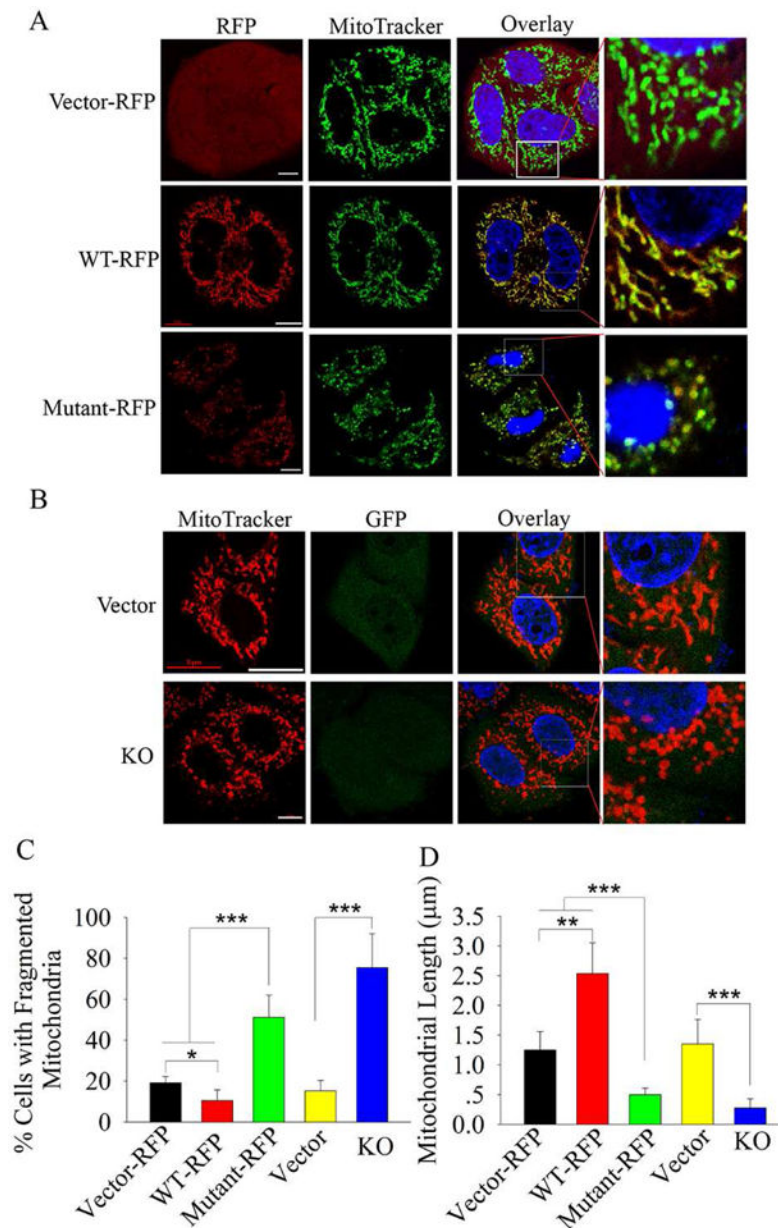 A
RFP MitoTracker Overlay
Vector-RFP
WT-RFP
Mutant-RFP
B
MitoTracker GFP Overlay
Vector
KO
C
% Cells with Fragmented
Mitochondria
100
80
60
40
20
0
***
***
*
Vector-RFP
WT-RFP
Mutant-RFP
Vector
KO
D
Mitochondrial Length (μm)
3.5
3.0
2.5
2.0
1.5
1.0
.5
0.0
***
**
***
Vector-RFP
WT-RFP
Mutant-RFP
Vector
KO